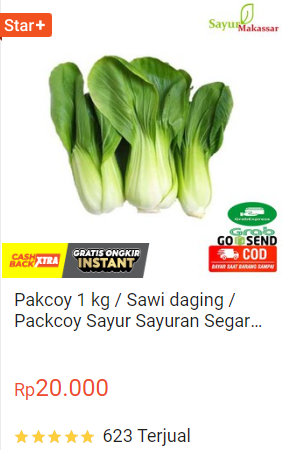 Star+
Sayur
Makassar
Grab
GO SEND
COD
BAYAR SAAT BARANG SAMPAI
CASH
BACK
XTRA
GRATIS ONGKIR
INSTANT
Pakcoy 1 kg / Sawi daging /
Packcoy Sayur Sayuran Segar...
Rp20.000
623 Terjual